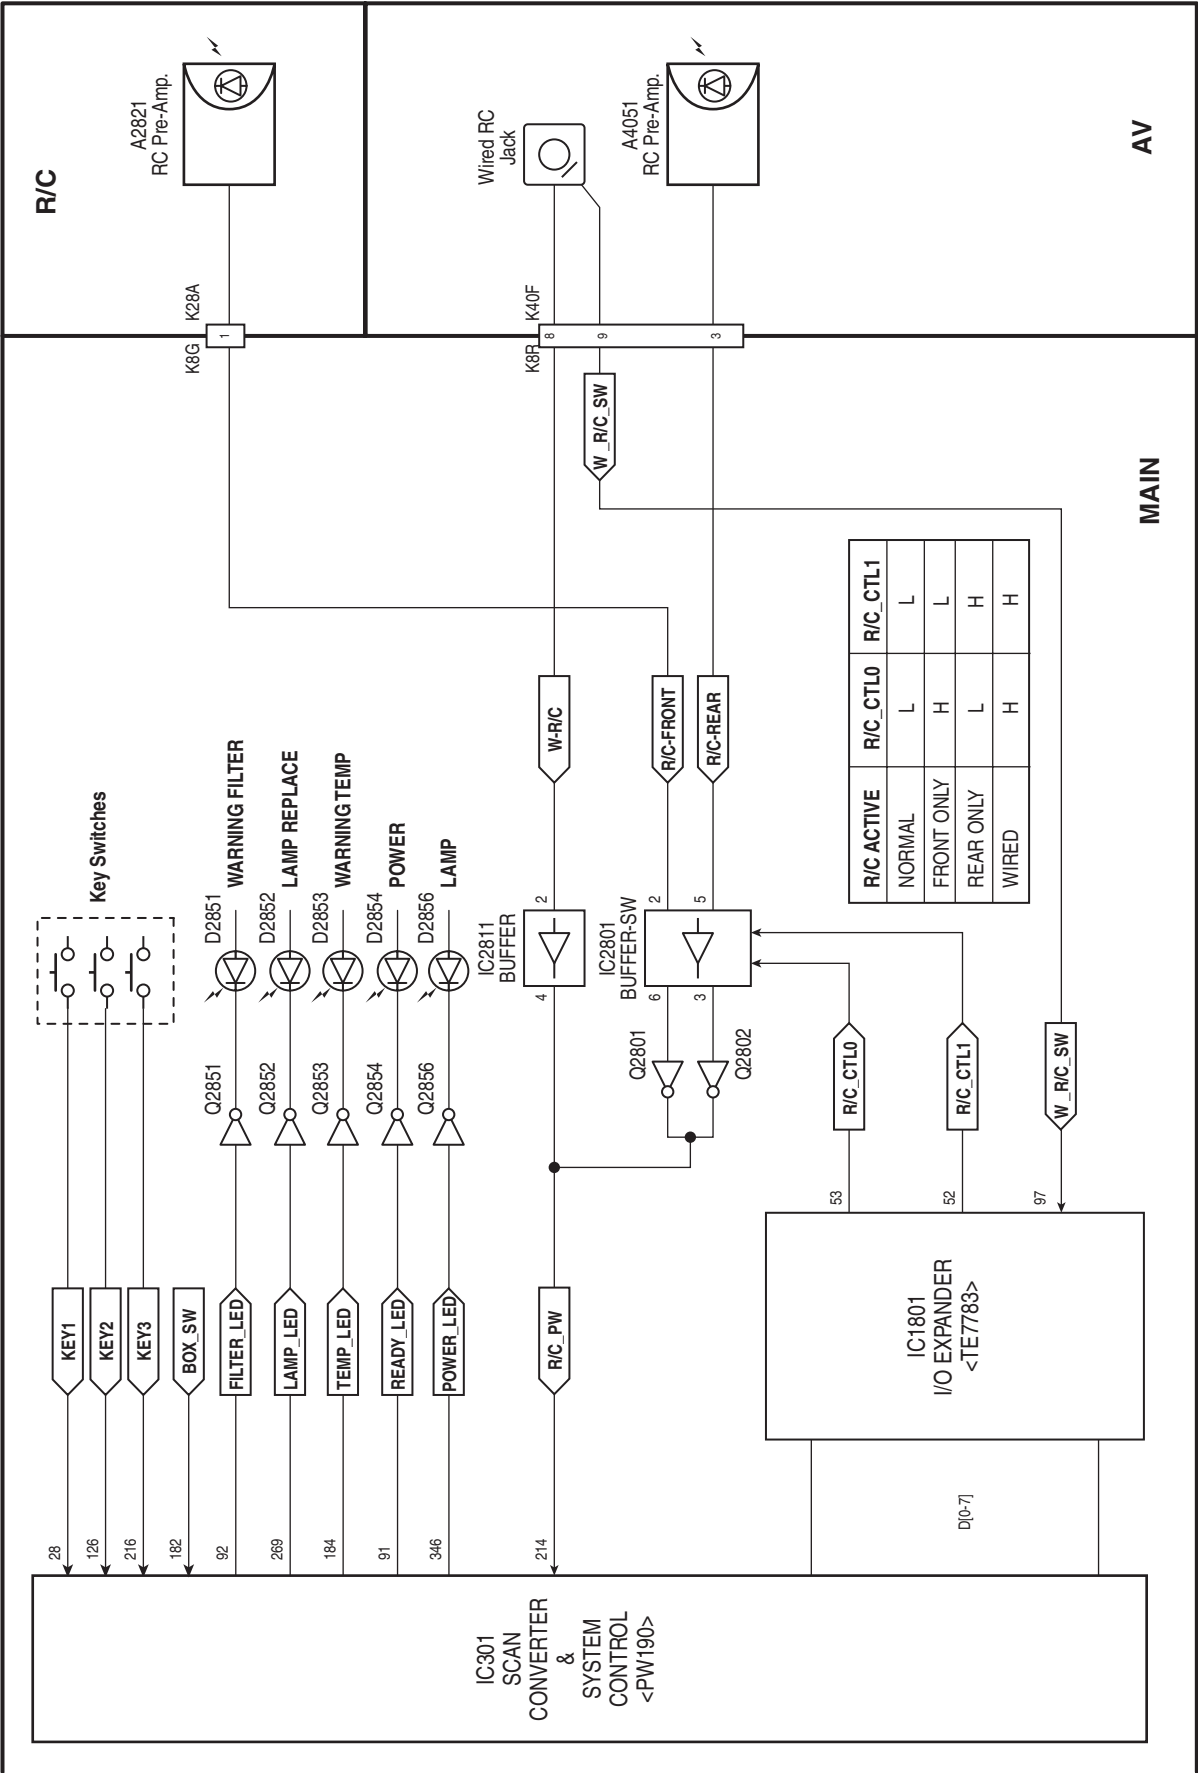 R/C
A2821
RC Pre-Amp.
K28A
K8G
1
AV
Wired RC
Jack
A4051
RC Pre-Amp.
K40F
K8R
8
9
3
MAIN
W_R/C_SW
Key Switches
D2851
WARNING FILTER
D2852
LAMP REPLACE
D2853
WARNING TEMP
D2854
POWER
D2856
LAMP
Q2851
Q2852
Q2853
Q2854
Q2856
W-R/C
R/C-FRONT
R/C-REAR
IC2811
BUFFER
2
4
IC2801
BUFFER-SW
2
5
6
3
Q2801
Q2802
R/C ACTIVE R/C_CTL0 R/C_CTL1
NORMAL L L
FRONT ONLY H L
REAR ONLY L H
WIRED H H
R/C_CTL0
R/C_CTL1
W_R/C_SW
53
52
97
IC1801
I/O EXPANDER
<TE7783>
D[0-7]
KEY1
KEY2
KEY3
BOX_SW
FILTER_LED
LAMP_LED
TEMP_LED
READY_LED
POWER_LED
R/C_PW
28
126
216
182
92
269
184
91
346
214
IC301
SCAN
CONVERTER
&
SYSTEM
CONTROL
<PW190>